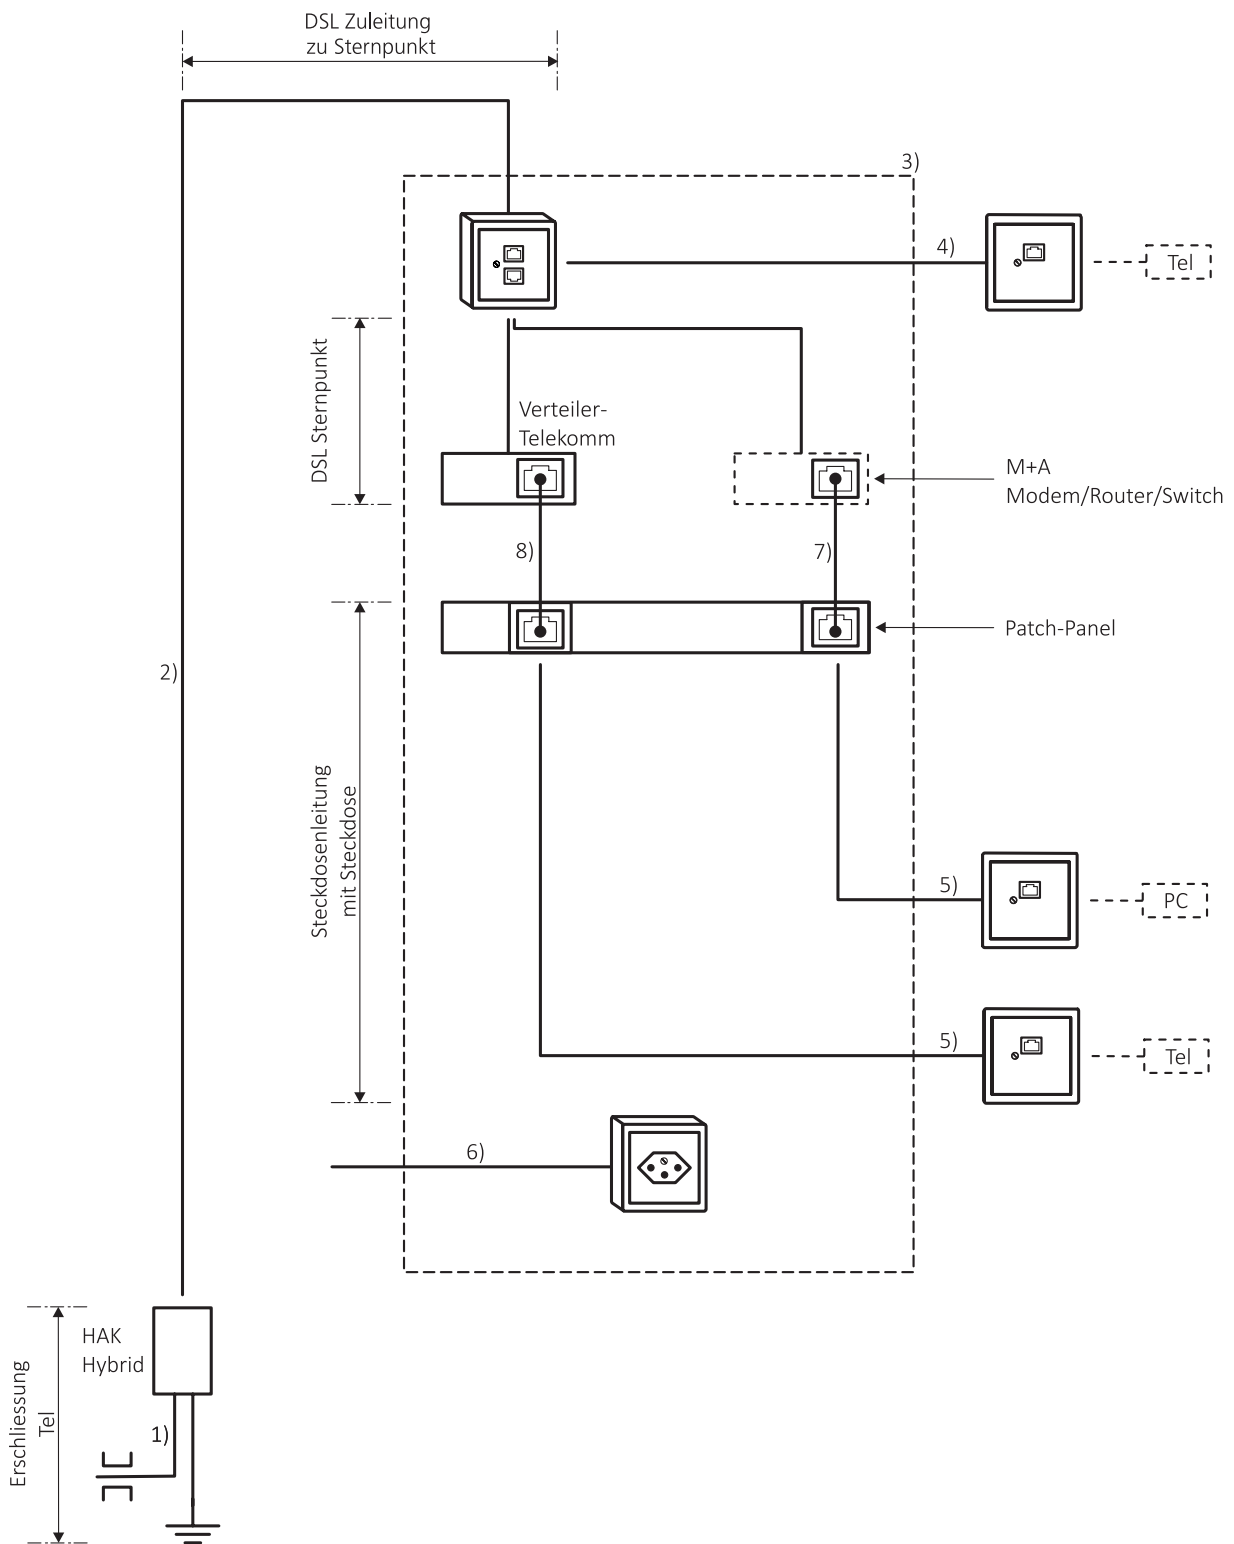 DSL Zuleitung
zu Sternpunkt
3)
4)
Tel
DSL Sternpunkt
Verteiler-
Telekomm
M+A
Modem/Router/Switch
8)
7)
Patch-Panel
2)
Steckdosenleitung
mit Steckdose
5)
PC
5)
Tel
6)
HAK
Hybrid
Erschliessung
Tel
1)